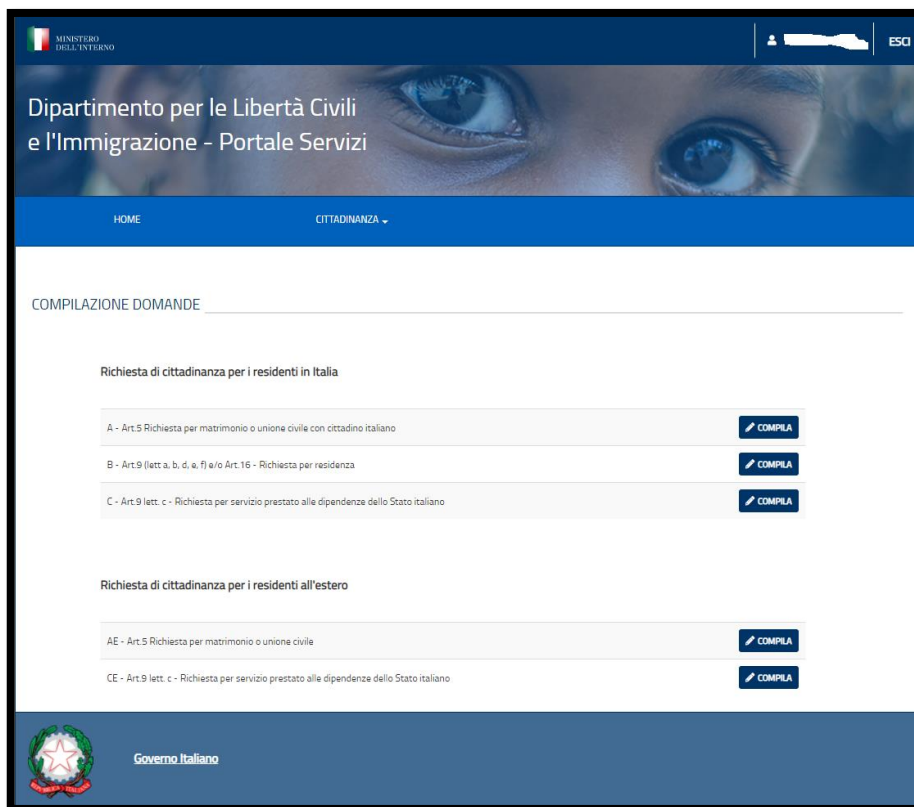 MINISTERO
DELL'INTERNO
ESCI
Dipartimento per le Libertà Civili
e l'Immigrazione - Portale Servizi
HOME
CITTADINANZA
COMPILAZIONE DOMANDE
Richiesta di cittadinanza per i residenti in Italia
A - Art.5 Richiesta per matrimonio o unione civile con cittadino italiano
COMPILA
B - Art.9 (lett a, b, d, e, f) e/o Art.16 - Richiesta per residenza
COMPILA
C - Art.9 lett. c - Richiesta per servizio prestato alle dipendenze dello Stato italiano
COMPILA
Richiesta di cittadinanza per i residenti all'estero
AE - Art.5 Richiesta per matrimonio o unione civile
COMPILA
CE - Art.9 lett. c - Richiesta per servizio prestato alle dipendenze dello Stato italiano
COMPILA
Governo Italiano